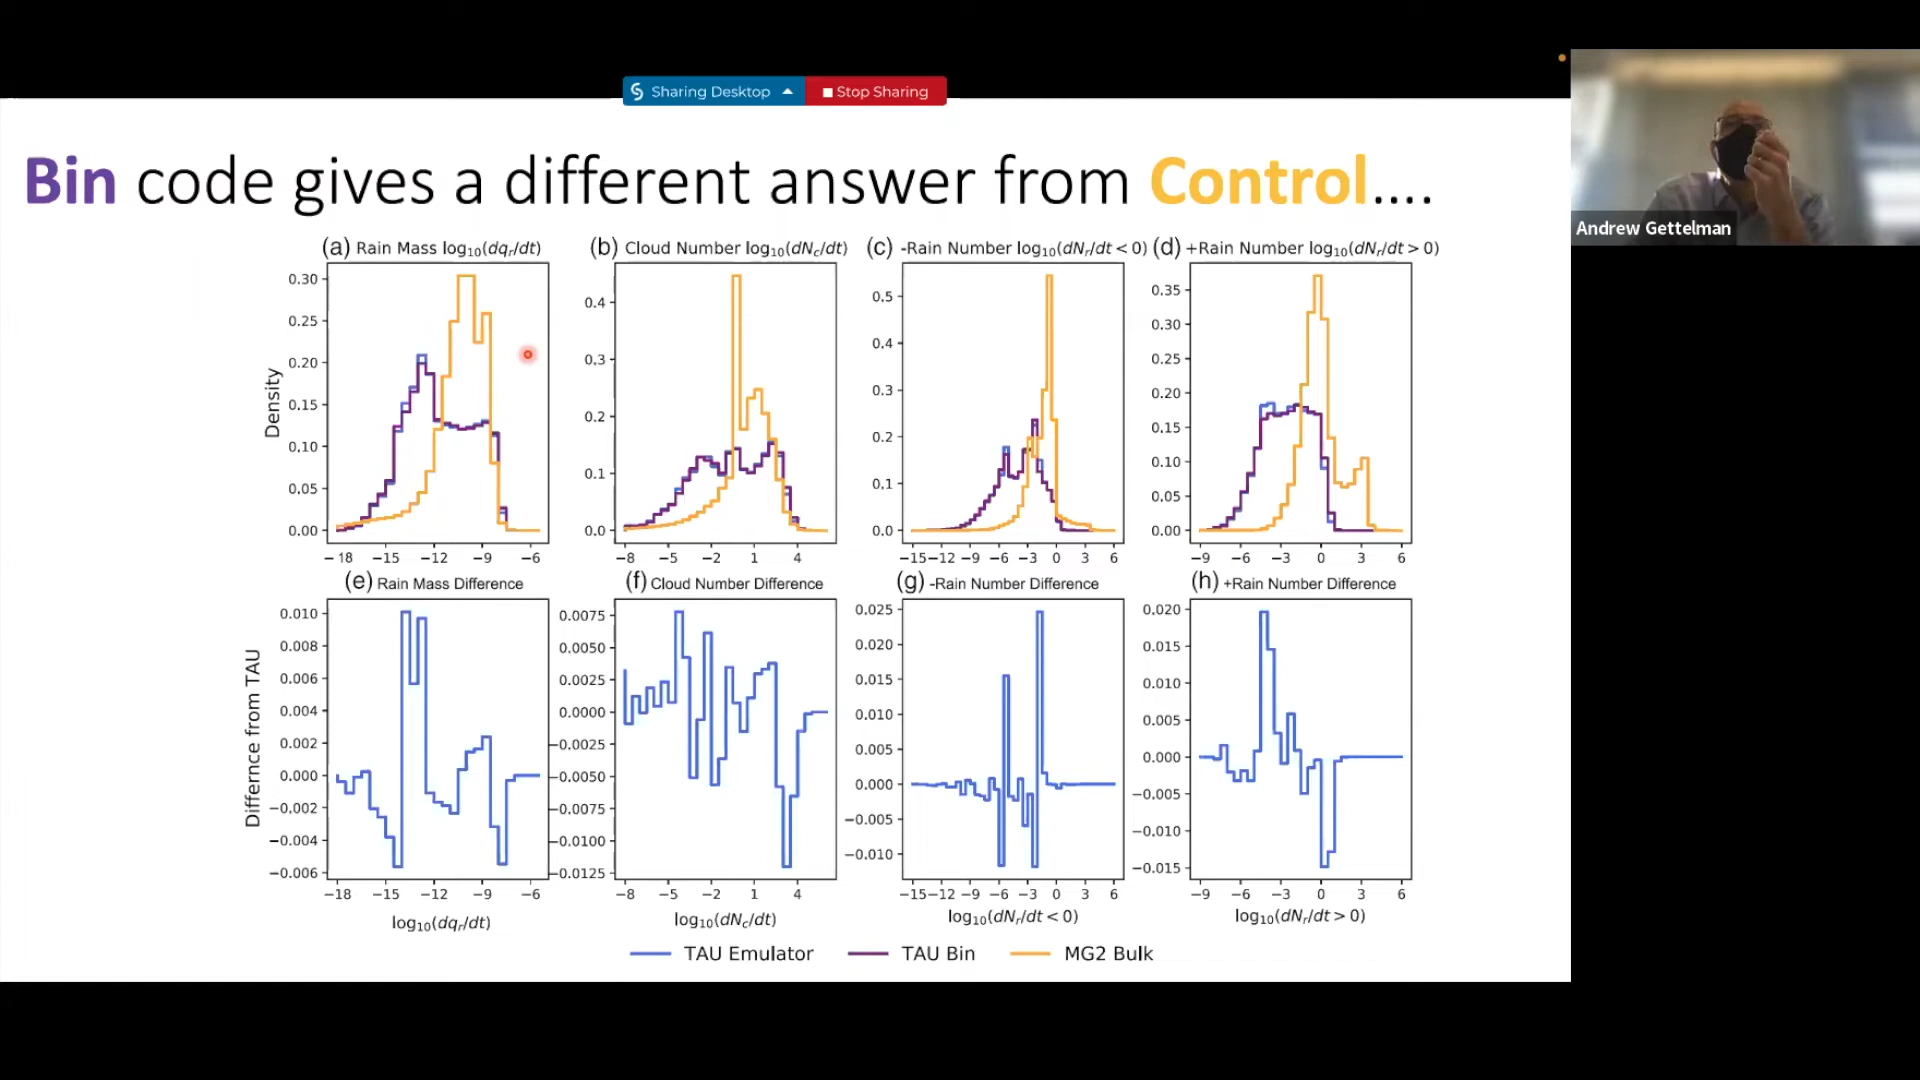 Sharing Desktop
Stop Sharing
Andrew Gettelman
Bin code gives a different answer from Control....
(a) Rain Mass log₁₀(dqᵣ/dt)
(b) Cloud Number log₁₀(dN꜀/dt)
(c) -Rain Number log₁₀(dNᵣ/dt<0)
(d) +Rain Number log₁₀(dNᵣ/dt>0)
Density
0.30
0.25
0.20
0.15
0.10
0.05
0.00
−18 −15 −12 −9 −6
0.4
0.3
0.2
0.1
0.0
−8 −5 −2 1 4
0.5
0.4
0.3
0.2
0.1
0.0
−15 −12 −9 −6 −3 0 3 6
0.35
0.30
0.25
0.20
0.15
0.10
0.05
0.00
−9 −6 −3 0 3 6
(e) Rain Mass Difference
(f) Cloud Number Difference
(g) -Rain Number Difference
(h) +Rain Number Difference
Differnce from TAU
0.010
0.008
0.006
0.004
0.002
0.000
−0.002
−0.004
−0.006
−18 −15 −12 −9 −6
log₁₀(dqᵣ/dt)
0.0075
0.0050
0.0025
0.0000
−0.0025
−0.0050
−0.0075
−0.0100
−0.0125
−8 −5 −2 1 4
log₁₀(dN꜀/dt)
0.025
0.020
0.015
0.010
0.005
0.000
−0.005
−0.010
−15 −12 −9 −6 −3 0 3 6
log₁₀(dNᵣ/dt<0)
0.020
0.015
0.010
0.005
0.000
−0.005
−0.010
−0.015
−9 −6 −3 0 3 6
log₁₀(dNᵣ/dt>0)
TAU Emulator
TAU Bin
MG2 Bulk